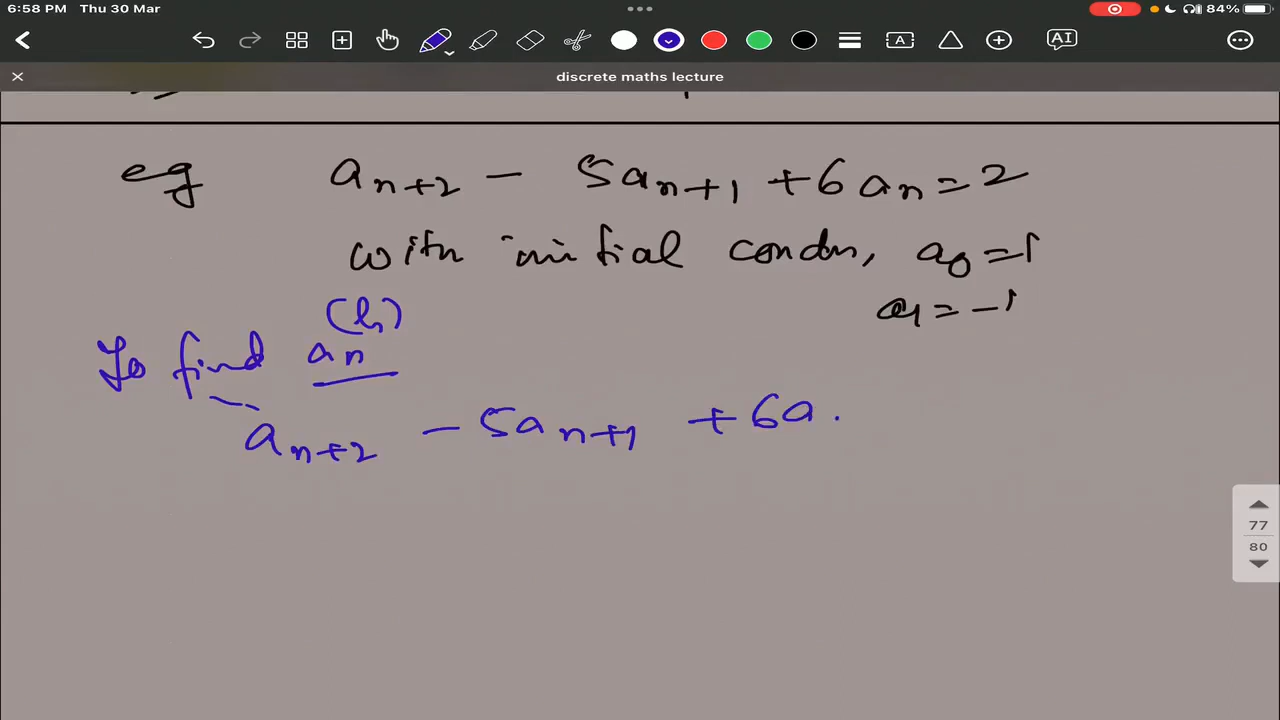 6:58 PM Thu 30 Mar
84%
AI
discrete maths lecture
eg aₙ₊₂ - 5aₙ₊₁ + 6aₙ = 2
with initial condn, a₀ = 1
a₁ = -1
To find aₙ⁽ʰ⁾
aₙ₊₂ - 5aₙ₊₁ + 6a
77
80